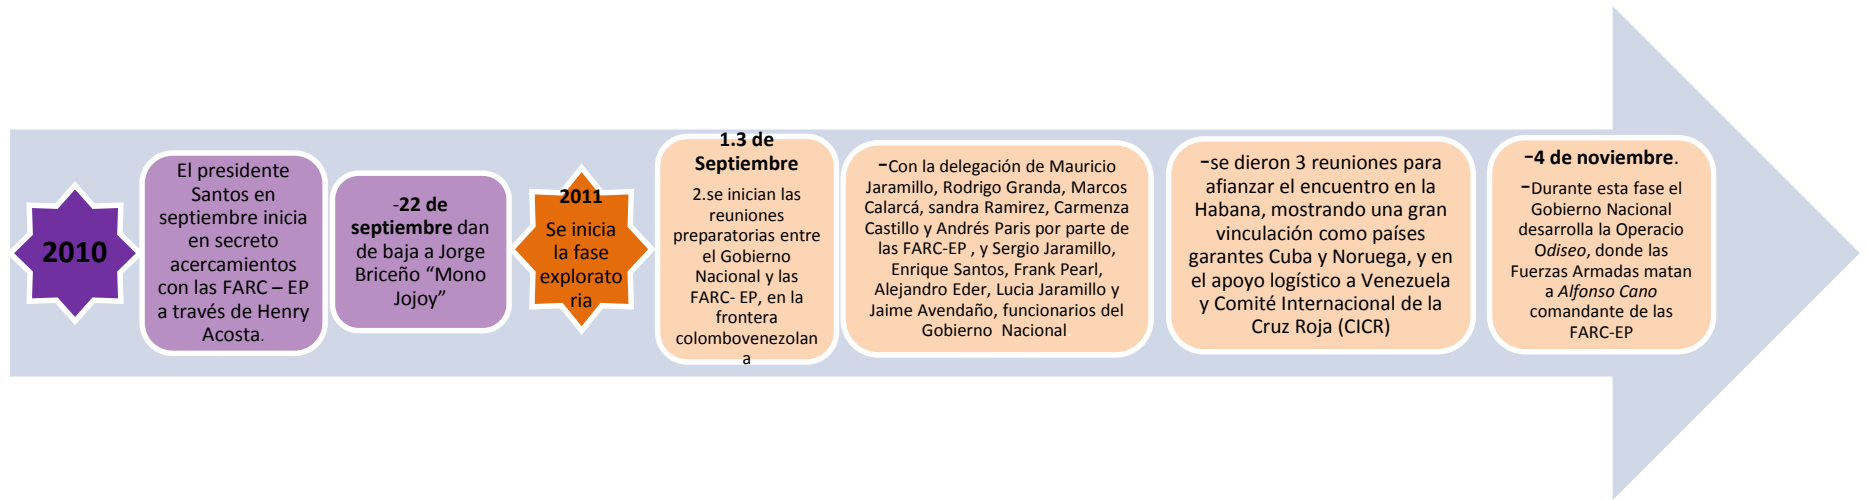 2010
El presidente
Santos en
septiembre inicia
en secreto
acercamientos
con las FARC – EP
a través de Henry
Acosta.
-22 de
septiembre dan
de baja a Jorge
Briceño “Mono
Jojoy”
2011
Se inicia
la fase
explorato
ria
1.3 de
Septiembre
2.se inician las
reuniones
preparatorias entre
el Gobierno
Nacional y las
FARC- EP, en la
frontera
colombovenezolan
a
-Con la delegación de Mauricio
Jaramillo, Rodrigo Granda, Marcos
Calarcá, sandra Ramirez, Carmenza
Castillo y Andrés Paris por parte de
las FARC-EP , y Sergio Jaramillo,
Enrique Santos, Frank Pearl,
Alejandro Eder, Lucia Jaramillo y
Jaime Avendaño, funcionarios del
Gobierno Nacional
-se dieron 3 reuniones para
afianzar el encuentro en la
Habana, mostrando una gran
vinculación como países
garantes Cuba y Noruega, y en
el apoyo logístico a Venezuela
y Comité Internacional de la
Cruz Roja (CICR)
-4 de noviembre.
-Durante esta fase el
Gobierno Nacional
desarrolla la Operacio
Odiseo, donde las
Fuerzas Armadas matan
a Alfonso Cano
comandante de las
FARC-EP